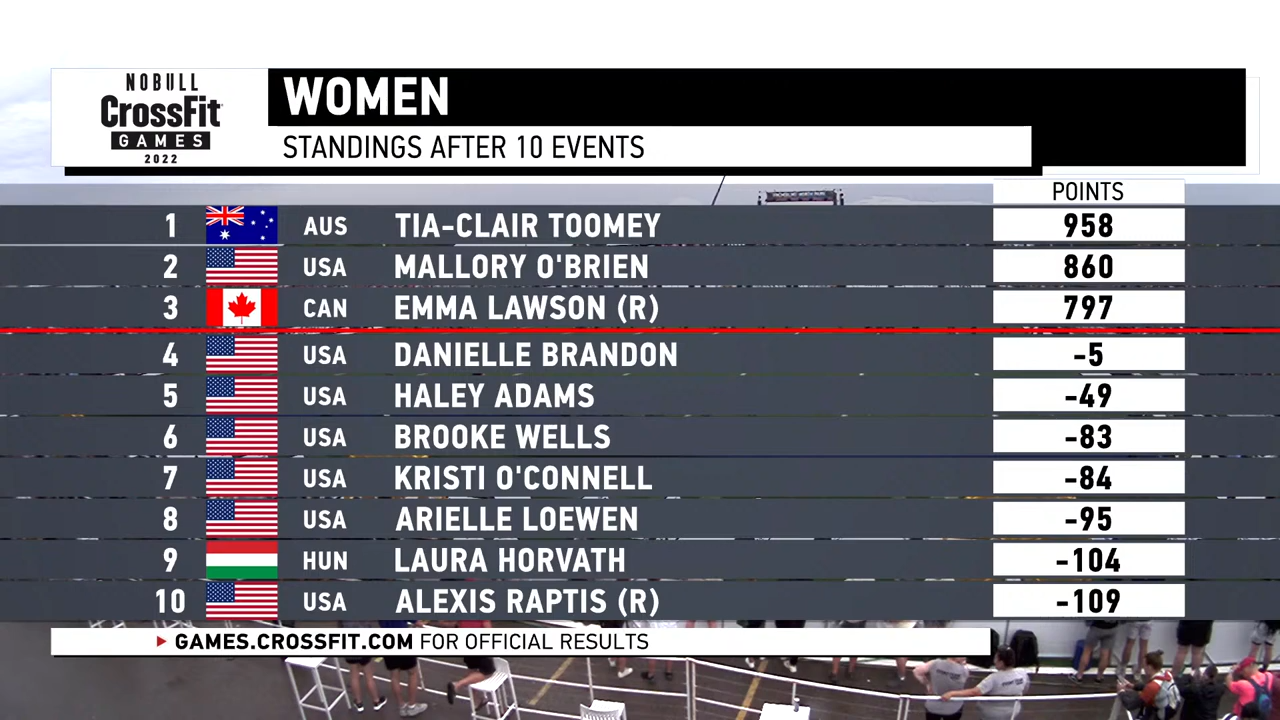 NOBULL
CrossFit
GAMES
2022
WOMEN
STANDINGS AFTER 10 EVENTS
POINTS
1 AUS TIA-CLAIR TOOMEY 958
2 USA MALLORY O'BRIEN 860
3 CAN EMMA LAWSON (R) 797
4 USA DANIELLE BRANDON -5
5 USA HALEY ADAMS -49
6 USA BROOKE WELLS -83
7 USA KRISTI O'CONNELL -84
8 USA ARIELLE LOEWEN -95
9 HUN LAURA HORVATH -104
10 USA ALEXIS RAPTIS (R) -109
GAMES.CROSSFIT.COM FOR OFFICIAL RESULTS